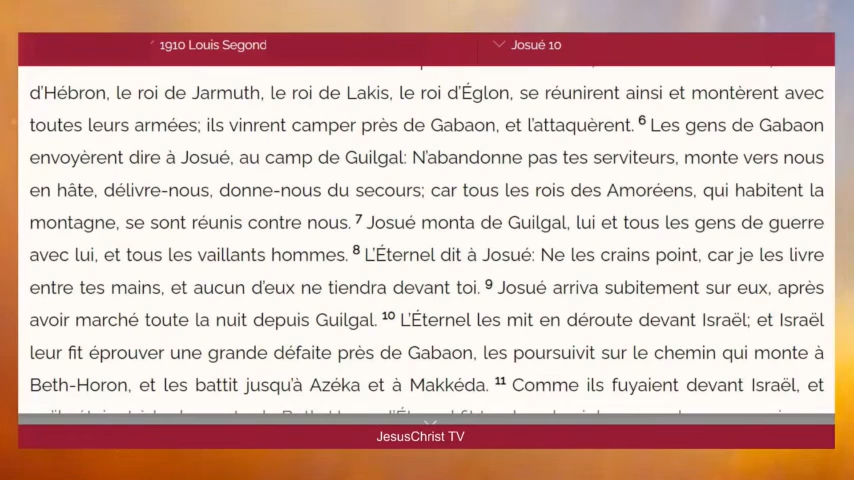 1910 Louis Segond
Josué 10
d'Hébron, le roi de Jarmuth, le roi de Lakis, le roi d'Églon, se réunirent ainsi et montèrent avec
toutes leurs armées; ils vinrent camper près de Gabaon, et l'attaquèrent. 6 Les gens de Gabaon
envoyèrent dire à Josué, au camp de Guilgal: N'abandonne pas tes serviteurs, monte vers nous
en hâte, délivre-nous, donne-nous du secours; car tous les rois des Amoréens, qui habitent la
montagne, se sont réunis contre nous. 7 Josué monta de Guilgal, lui et tous les gens de guerre
avec lui, et tous les vaillants hommes. 8 L'Éternel dit à Josué: Ne les crains point, car je les livre
entre tes mains, et aucun d'eux ne tiendra devant toi. 9 Josué arriva subitement sur eux, après
avoir marché toute la nuit depuis Guilgal. 10 L'Éternel les mit en déroute devant Israël; et Israël
leur fit éprouver une grande défaite près de Gabaon, les poursuivit sur le chemin qui monte à
Beth-Horon, et les battit jusqu'à Azéka et à Makkéda. 11 Comme ils fuyaient devant Israël, et
JesusChrist TV